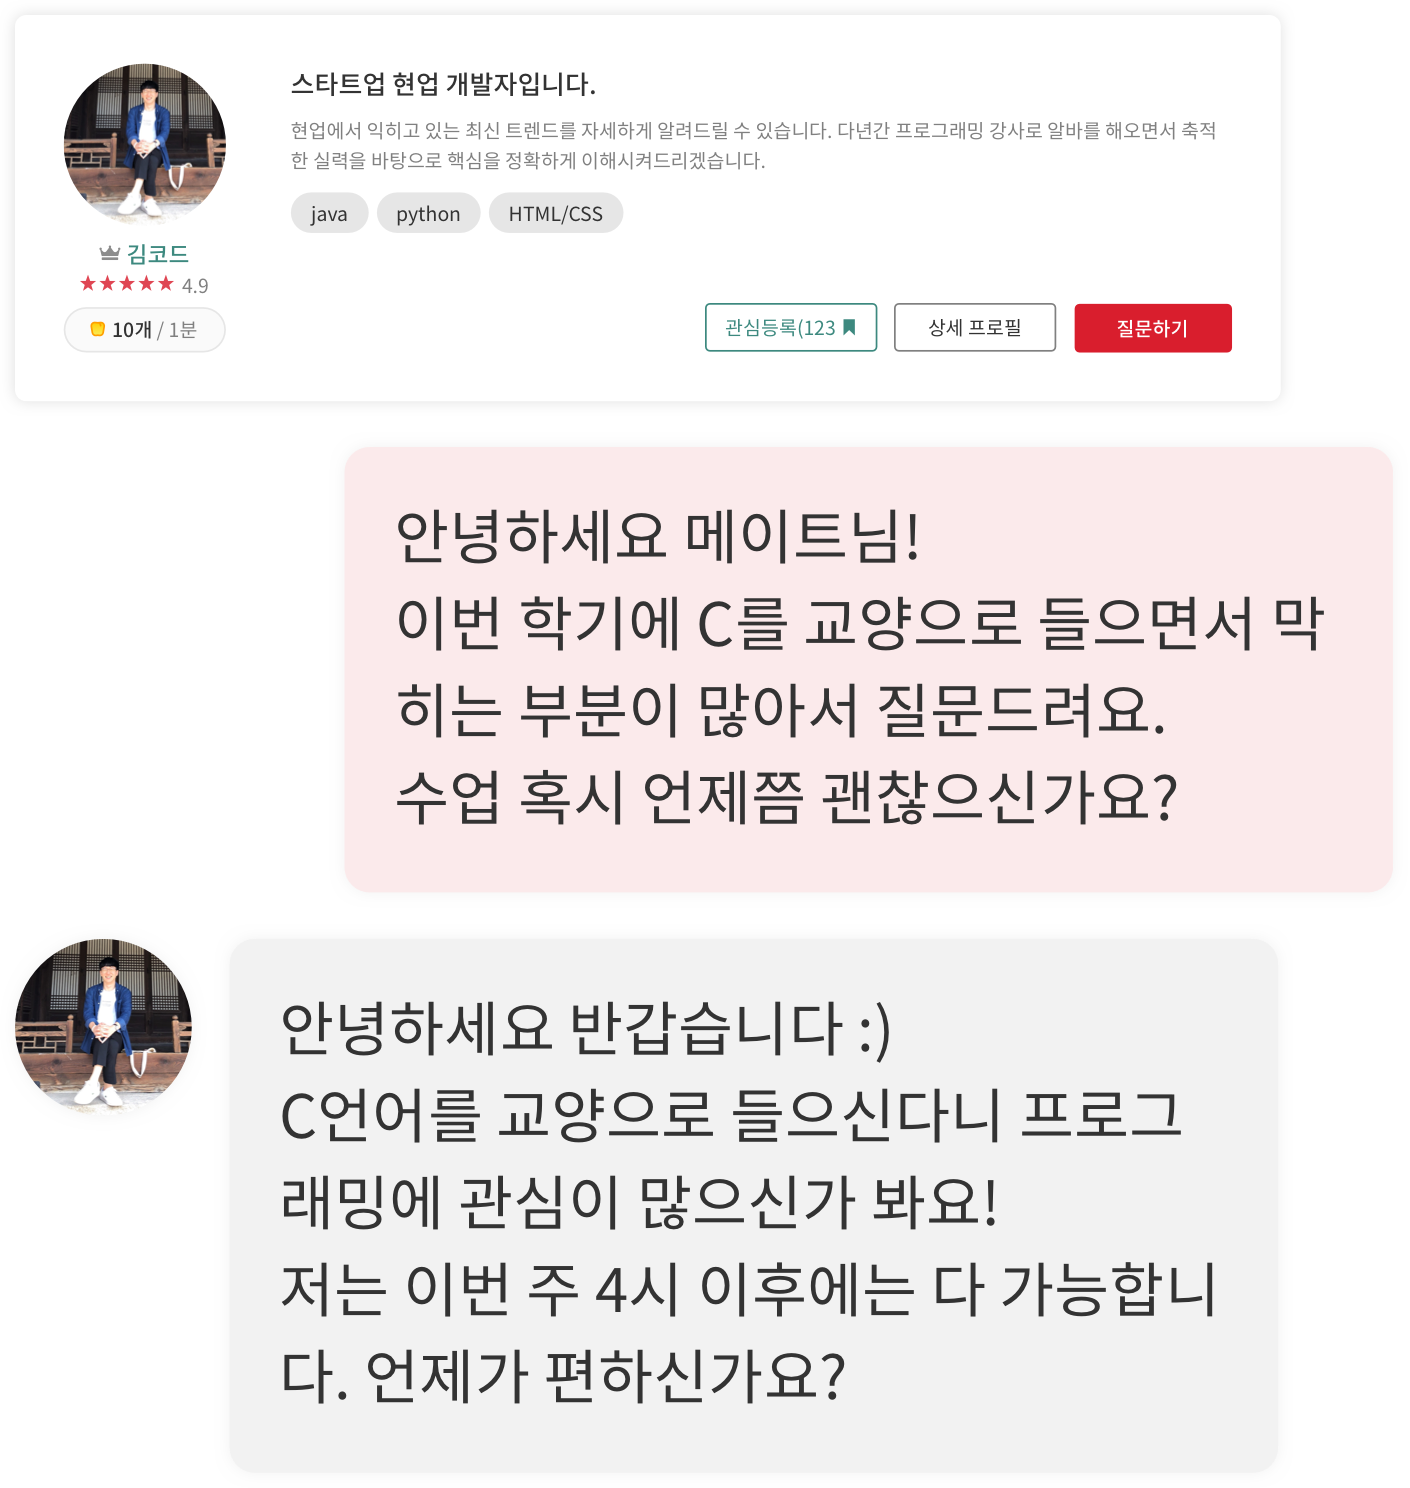 스타트업 현업 개발자입니다.
현업에서 익히고 있는 최신 트렌드를 자세하게 알려드릴 수 있습니다. 다년간 프로그래밍 강사로 알바를 해오면서 축적
한 실력을 바탕으로 핵심을 정확하게 이해시켜드리겠습니다.
java python HTML/CSS
김코드
4.9
10개 / 1분
관심등록(123 상세 프로필 질문하기
안녕하세요 메이트님!
이번 학기에 C를 교양으로 들으면서 막
히는 부분이 많아서 질문드려요.
수업 혹시 언제쯤 괜찮으신가요?
안녕하세요 반갑습니다 :)
C언어를 교양으로 들으신다니 프로그
래밍에 관심이 많으신가 봐요!
저는 이번 주 4시 이후에는 다 가능합니
다. 언제가 편하신가요?